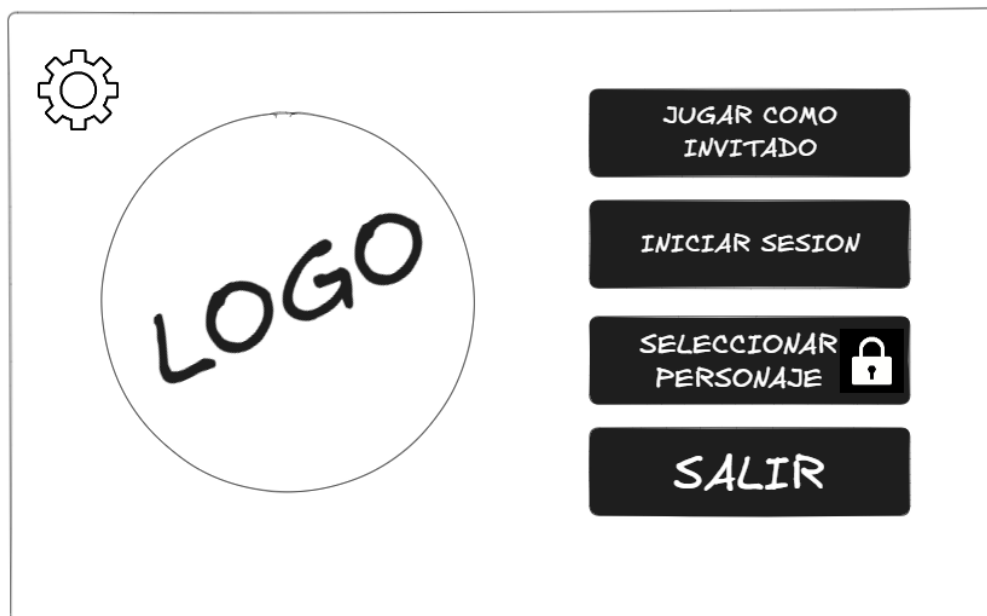 LOGO
JUGAR COMO
INVITADO
INICIAR SESION
SELECCIONAR
PERSONAJE
SALIR